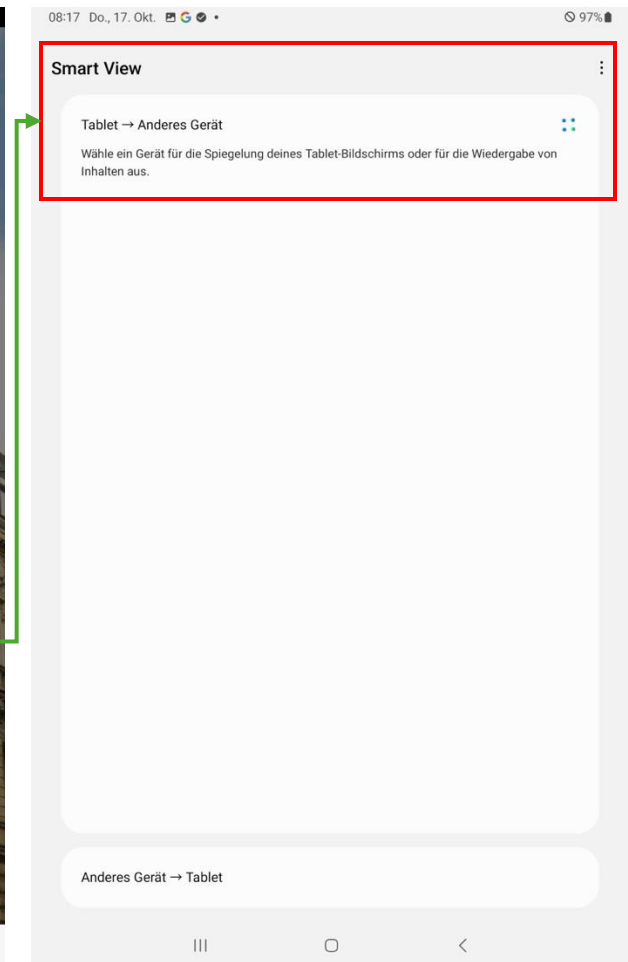 08:17 Do., 17. Okt. 97%
Smart View
Tablet → Anderes Gerät
Wähle ein Gerät für die Spiegelung deines Tablet-Bildschirms oder für die Wiedergabe von
Inhalten aus.
Anderes Gerät → Tablet